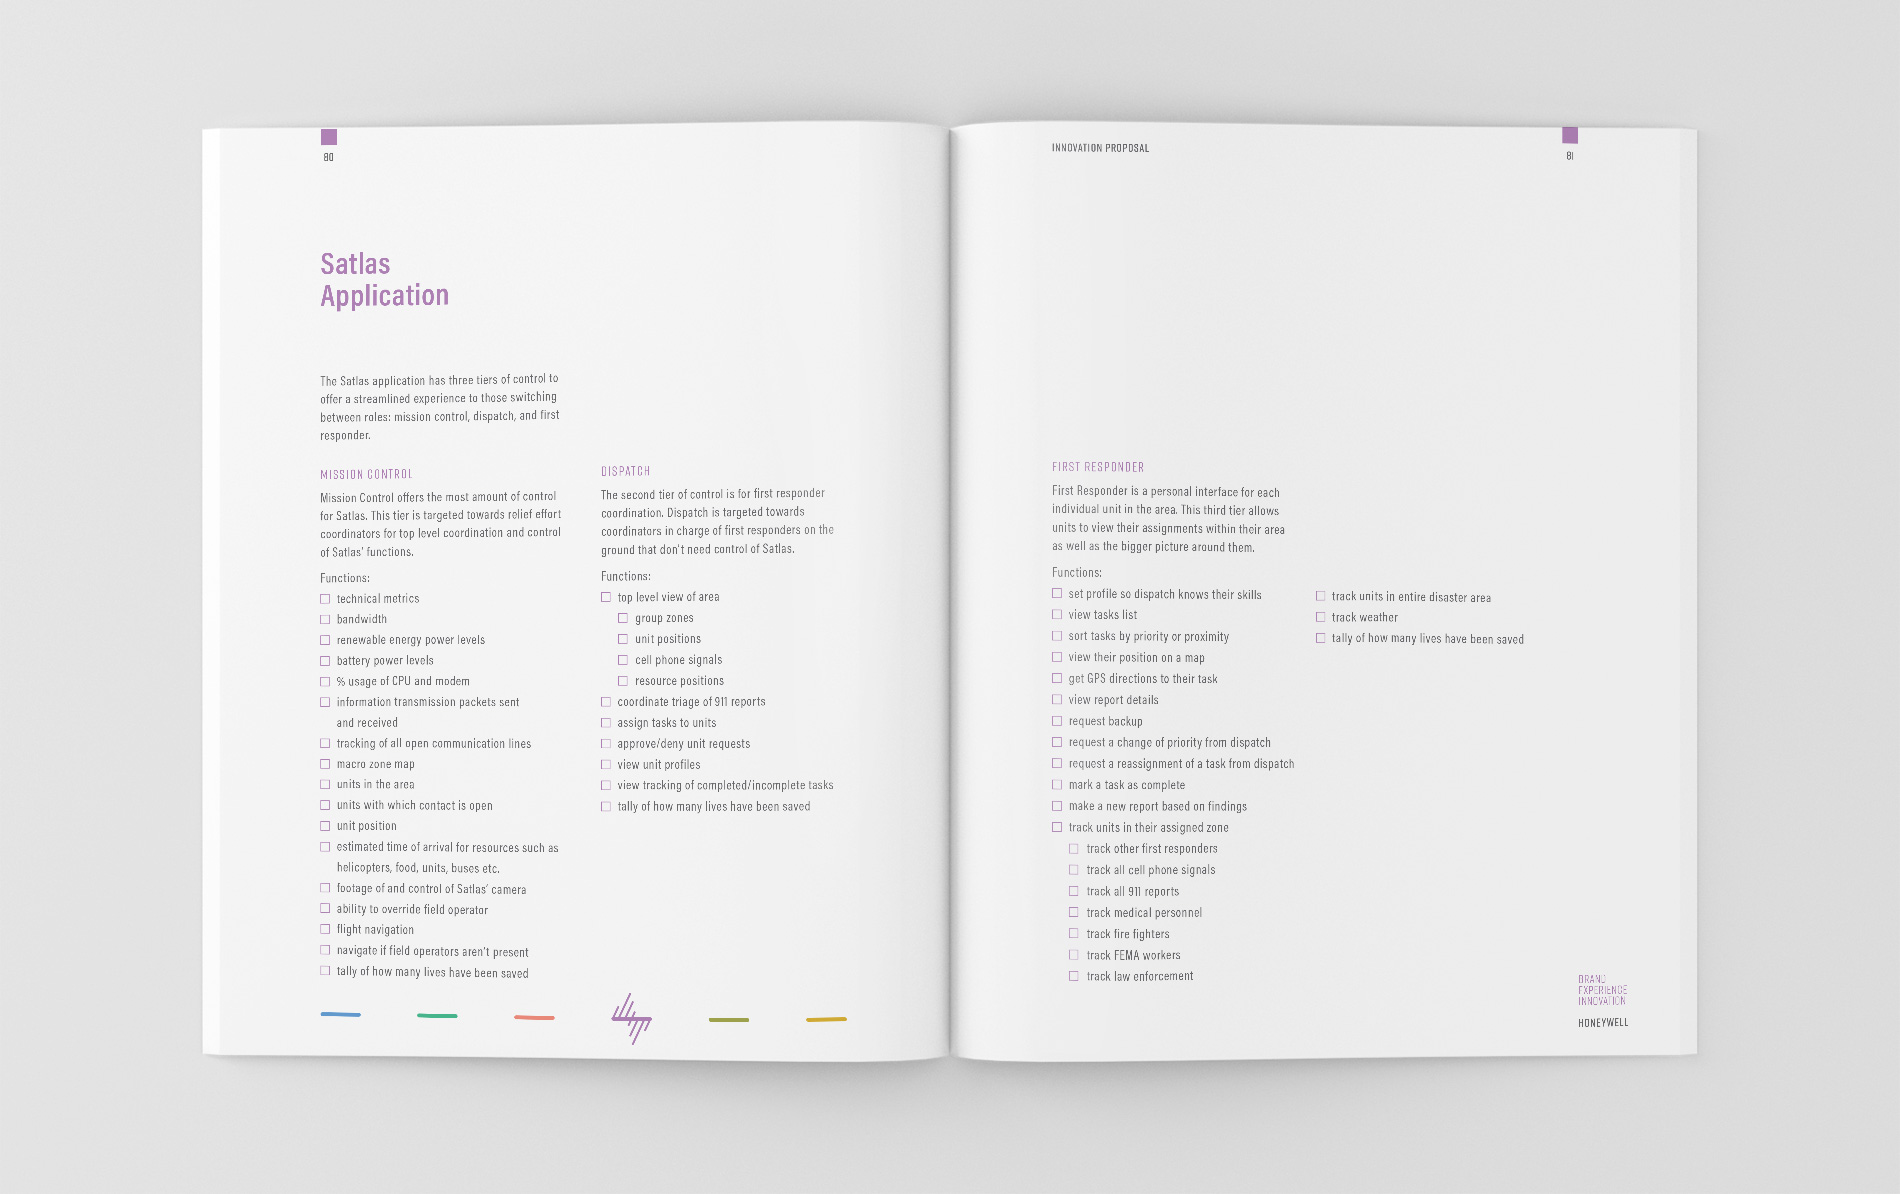 80
Satlas
Application
The Satlas application has three tiers of control to
offer a streamlined experience to those switching
between roles: mission control, dispatch, and first
responder.
MISSION CONTROL
Mission Control offers the most amount of control
for Satlas. This tier is targeted towards relief effort
coordinators for top level coordination and control
of Satlas' functions.
Functions:
technical metrics
bandwidth
renewable energy power levels
battery power levels
% usage of CPU and modem
information transmission packets sent
and received
tracking of all open communication lines
macro zone map
units in the area
units with which contact is open
unit position
estimated time of arrival for resources such as
helicopters, food, units, buses etc.
footage of and control of Satlas' camera
ability to override field operator
flight navigation
navigate if field operators aren't present
tally of how many lives have been saved
DISPATCH
The second tier of control is for first responder
coordination. Dispatch is targeted towards
coordinators in charge of first responders on the
ground that don't need control of Satlas.
Functions:
top level view of area
group zones
unit positions
cell phone signals
resource positions
coordinate triage of 911 reports
assign tasks to units
approve/deny unit requests
view unit profiles
view tracking of completed/incomplete tasks
tally of how many lives have been saved
INNOVATION PROPOSAL
81
FIRST RESPONDER
First Responder is a personal interface for each
individual unit in the area. This third tier allows
units to view their assignments within their area
as well as the bigger picture around them.
Functions:
set profile so dispatch knows their skills
view tasks list
sort tasks by priority or proximity
view their position on a map
get GPS directions to their task
view report details
request backup
request a change of priority from dispatch
request a reassignment of a task from dispatch
mark a task as complete
make a new report based on findings
track units in their assigned zone
track other first responders
track all cell phone signals
track all 911 reports
track medical personnel
track fire fighters
track FEMA workers
track law enforcement
track units in entire disaster area
track weather
tally of how many lives have been saved
BRAND
EXPERIENCE
INNOVATION
HONEYWELL